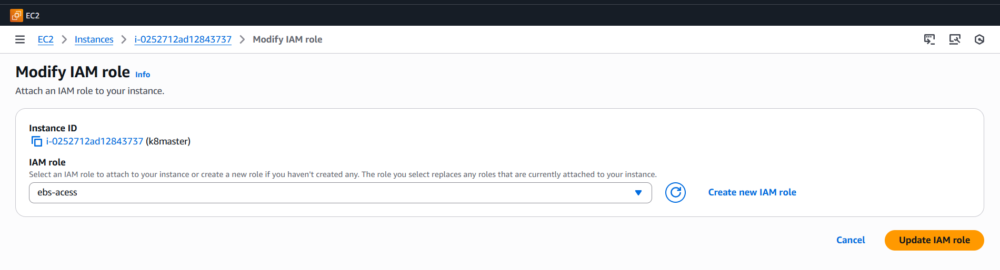 EC2
EC2 > Instances > i-0252712ad12843737 > Modify IAM role
Modify IAM role Info
Attach an IAM role to your instance.
Instance ID
i-0252712ad12843737 (k8master)
IAM role
Select an IAM role to attach to your instance or create a new role if you haven't created any. The role you select replaces any roles that are currently attached to your instance.
ebs-acess
Create new IAM role
Cancel
Update IAM role